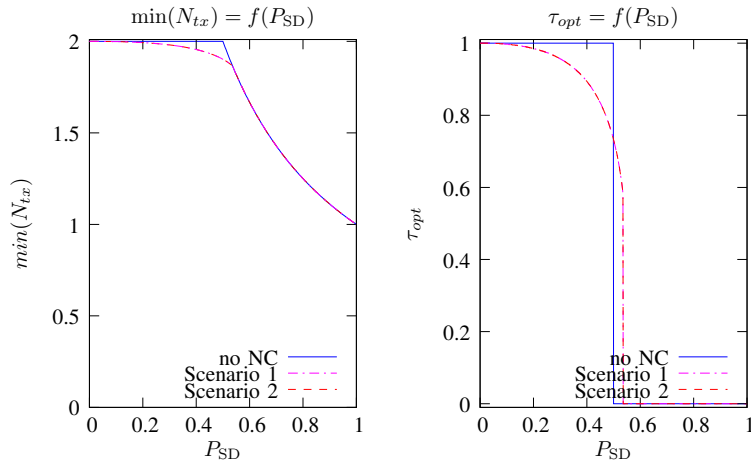 min(N_tx) = f(P_SD)
2
1.5
1
0.5
0
min(N_tx)
no NC
Scenario 1
Scenario 2
0 0.2 0.4 0.6 0.8 1
P_SD
τ_opt = f(P_SD)
1
0.8
0.6
0.4
0.2
0
τ_opt
no NC
Scenario 1
Scenario 2
0 0.2 0.4 0.6 0.8 1
P_SD